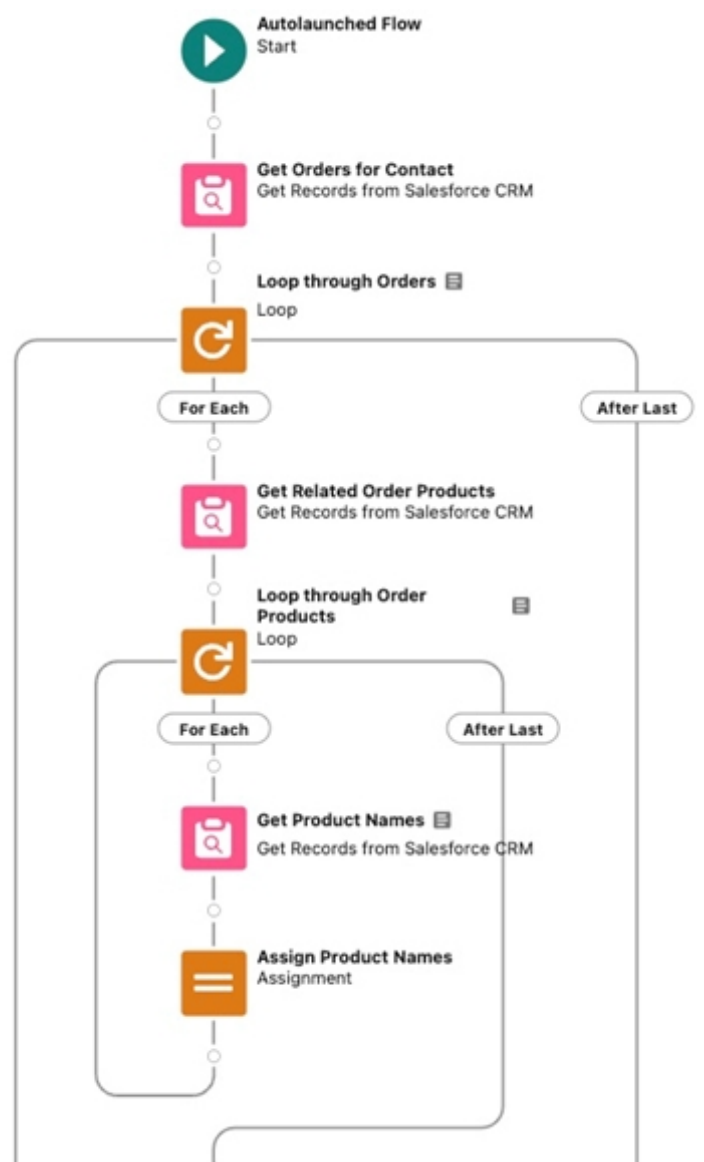 Autolaunched Flow
Start
Get Orders for Contact
Get Records from Salesforce CRM
Loop through Orders
Loop
For Each
After Last
Get Related Order Products
Get Records from Salesforce CRM
Loop through Order
Products
Loop
For Each
After Last
Get Product Names
Get Records from Salesforce CRM
Assign Product Names
Assignment